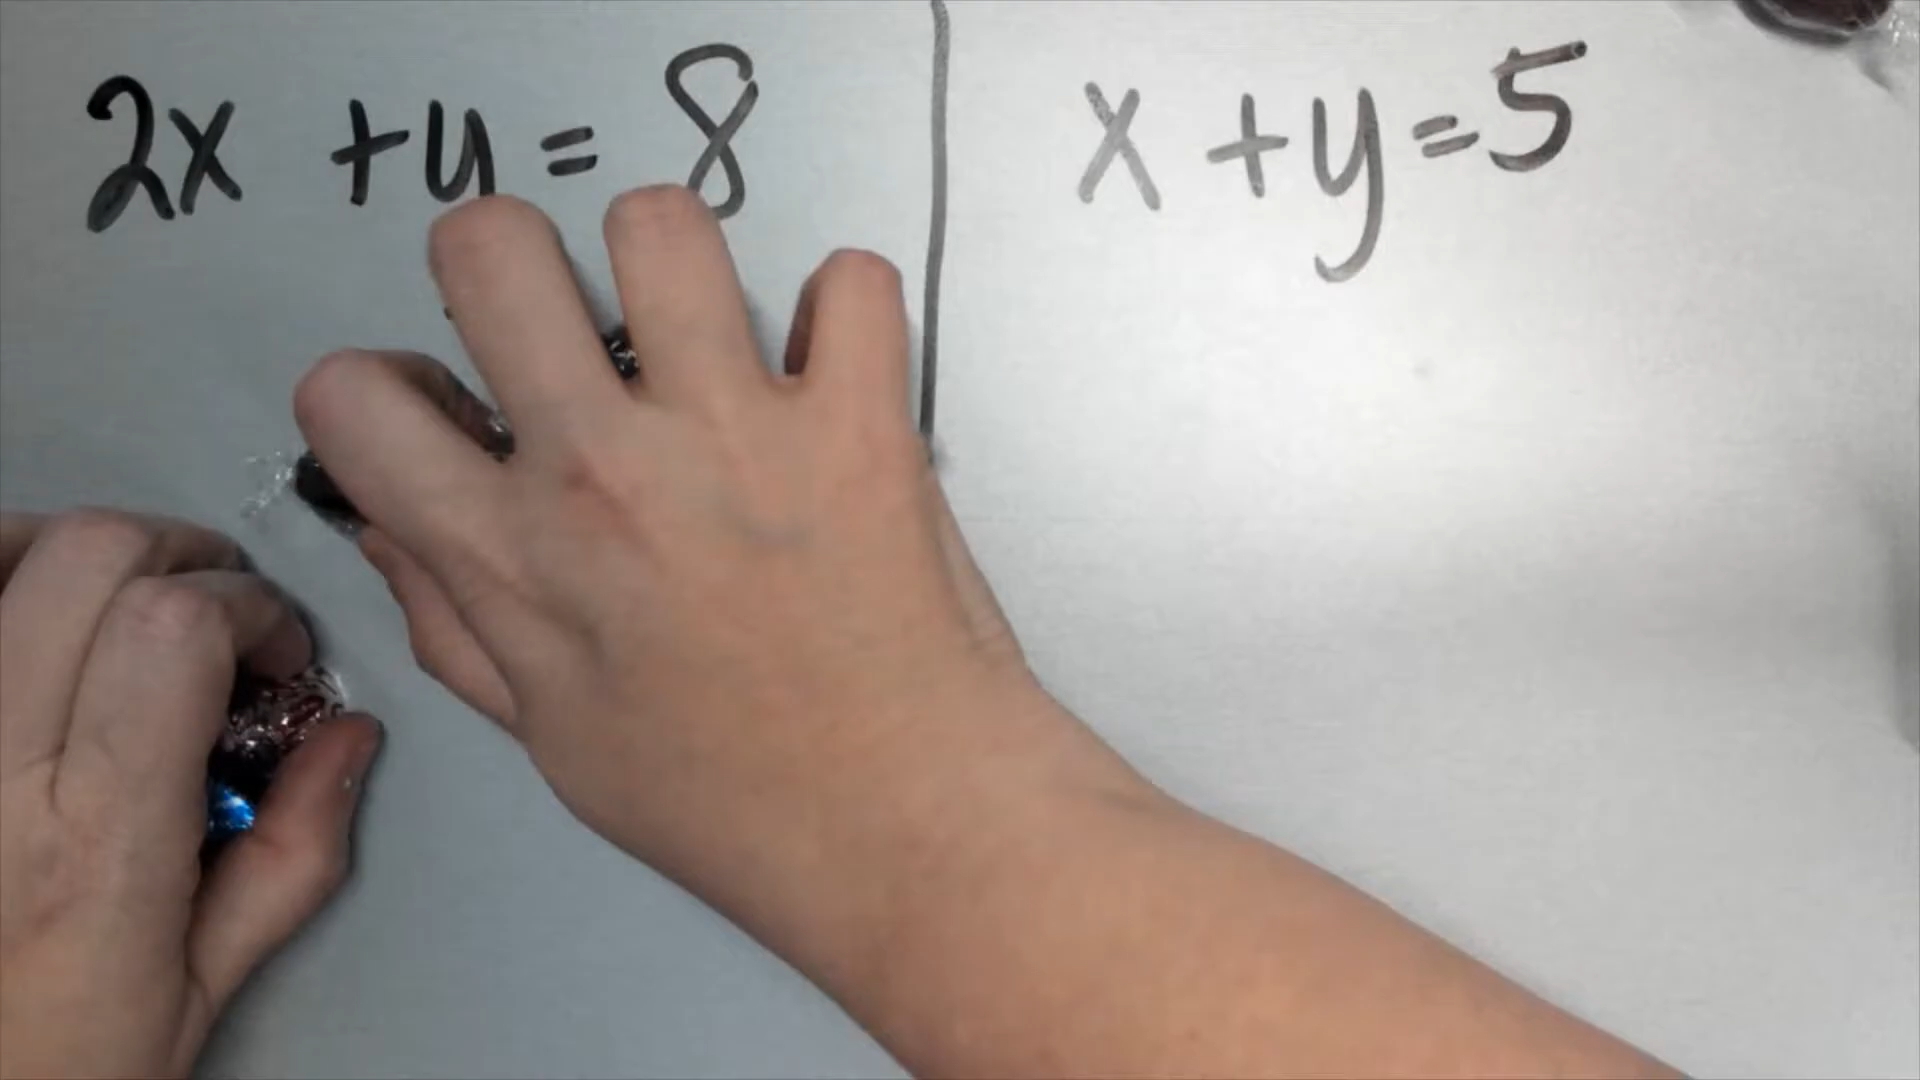 2x + y = 8
x + y = 5